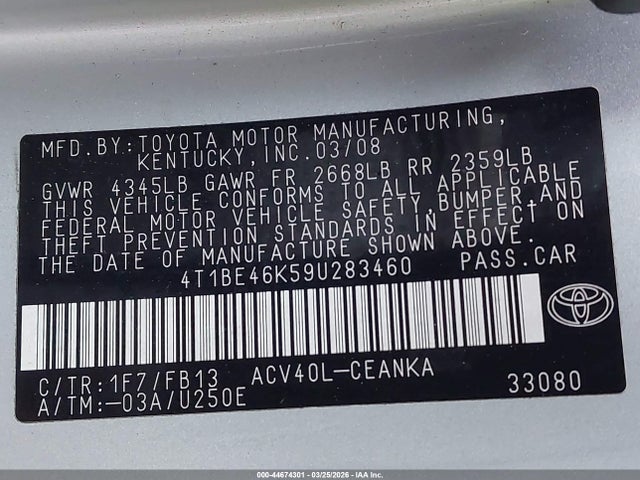 MFD.BY:TOYOTA MOTOR MANUFACTURING,
KENTUCKY,INC.03/08
GVWR 4345LB GAWR FR 2668LB RR 2359LB
THIS VEHICLE CONFORMS TO ALL APPLICABLE
FEDERAL MOTOR VEHICLE SAFETY,BUMPER,AND
THEFT PREVENTION STANDARDS IN EFFECT ON
THE DATE OF MANUFACTURE SHOWN ABOVE.
4T1BE46K59U283460 PASS.CAR
C/TR:1F7/FB13 ACV40L-CEANKA
A/TM:-03A/U250E 33080
000-44674301 - 03/25/2026 - IAA Inc.